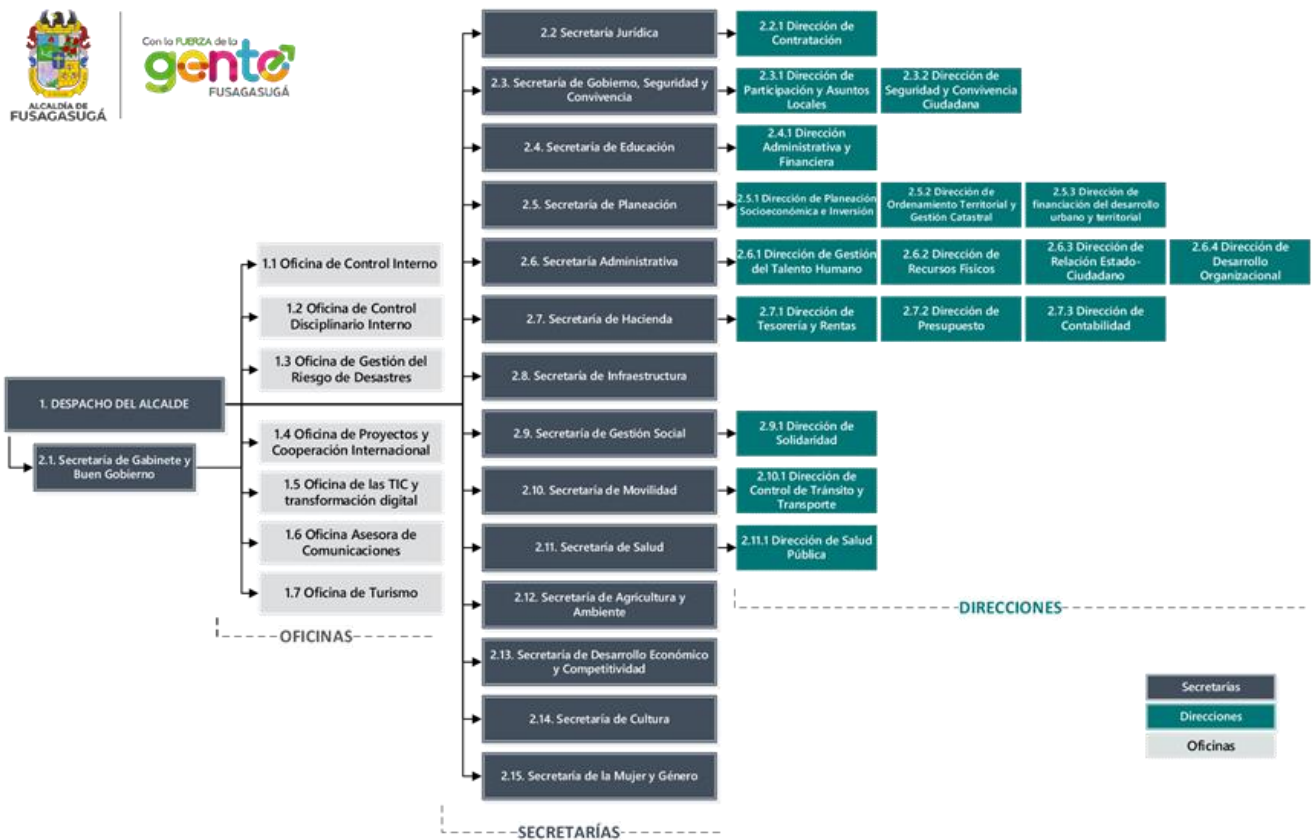 ALCALDÍA DE
FUSAGASUGÁ
Con la FUERZA de la
gente
FUSAGASUGÁ
1. DESPACHO DEL ALCALDE
2.1. Secretaría de Gabinete y
Buen Gobierno
1.1 Oficina de Control Interno
1.2 Oficina de Control
Disciplinario Interno
1.3 Oficina de Gestión del
Riesgo de Desastres
1.4 Oficina de Proyectos y
Cooperación Internacional
1.5 Oficina de las TIC y
transformación digital
1.6 Oficina Asesora de
Comunicaciones
1.7 Oficina de Turismo
OFICINAS
2.2 Secretaría Jurídica
2.2.1 Dirección de
Contratación
2.3. Secretaría de Gobierno, Seguridad y
Convivencia
2.3.1 Dirección de
Participación y Asuntos
Locales
2.3.2 Dirección de
Seguridad y Convivencia
Ciudadana
2.4. Secretaría de Educación
2.4.1 Dirección
Administrativa y
Financiera
2.5. Secretaría de Planeación
2.5.1 Dirección de Planeación
Socioeconómica e Inversión
2.5.2 Dirección de
Ordenamiento Territorial y
Gestión Catastral
2.5.3 Dirección de
financiación del desarrollo
urbano y territorial
2.6. Secretaría Administrativa
2.6.1 Dirección de Gestión
del Talento Humano
2.6.2 Dirección de
Recursos Físicos
2.6.3 Dirección de
Relación Estado-
Ciudadano
2.6.4 Dirección de
Desarrollo
Organizacional
2.7. Secretaría de Hacienda
2.7.1 Dirección de
Tesorería y Rentas
2.7.2 Dirección de
Presupuesto
2.7.3 Dirección de
Contabilidad
2.8. Secretaría de Infraestructura
2.9. Secretaría de Gestión Social
2.9.1 Dirección de
Solidaridad
2.10. Secretaría de Movilidad
2.10.1 Dirección de
Control de Tránsito y
Transporte
2.11. Secretaría de Salud
2.11.1 Dirección de Salud
Pública
2.12. Secretaría de Agricultura y
Ambiente
2.13. Secretaría de Desarrollo Económico
y Competitividad
2.14. Secretaría de Cultura
2.15. Secretaría de la Mujer y Género
SECRETARÍAS
DIRECCIONES
Secretarías
Direcciones
Oficinas